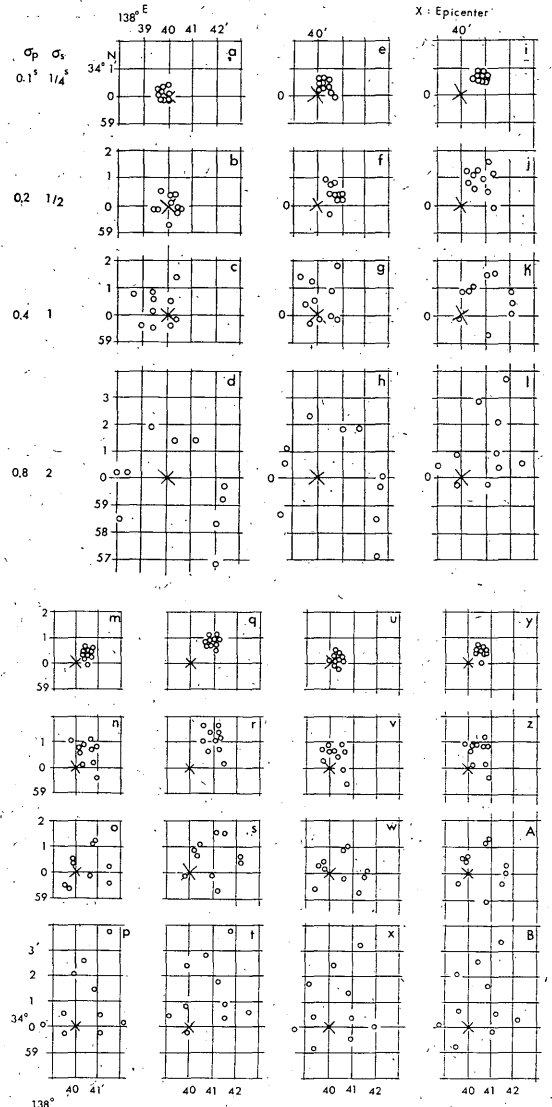 138° E X : Epicenter
39 40 41 42' 40' 40'
σp σs N a e i
0.1ˢ 1/4ˢ 34° 1
0 0 0
59
2 b f j
1
0.2 1/2 0 0 0
59
2 c g k
1
0.4 1 0 0 0
59
d h l
3
2
1
0.8 2 0 0 0
59
58
57
2 m q u y
1
0
59
2 n r v z
1
0
59
2 o s w A
1
0
59
p t x B
3'
2
1
34° 0
59
40 41' 40 41 42 40 41 42 40 41 42
138°